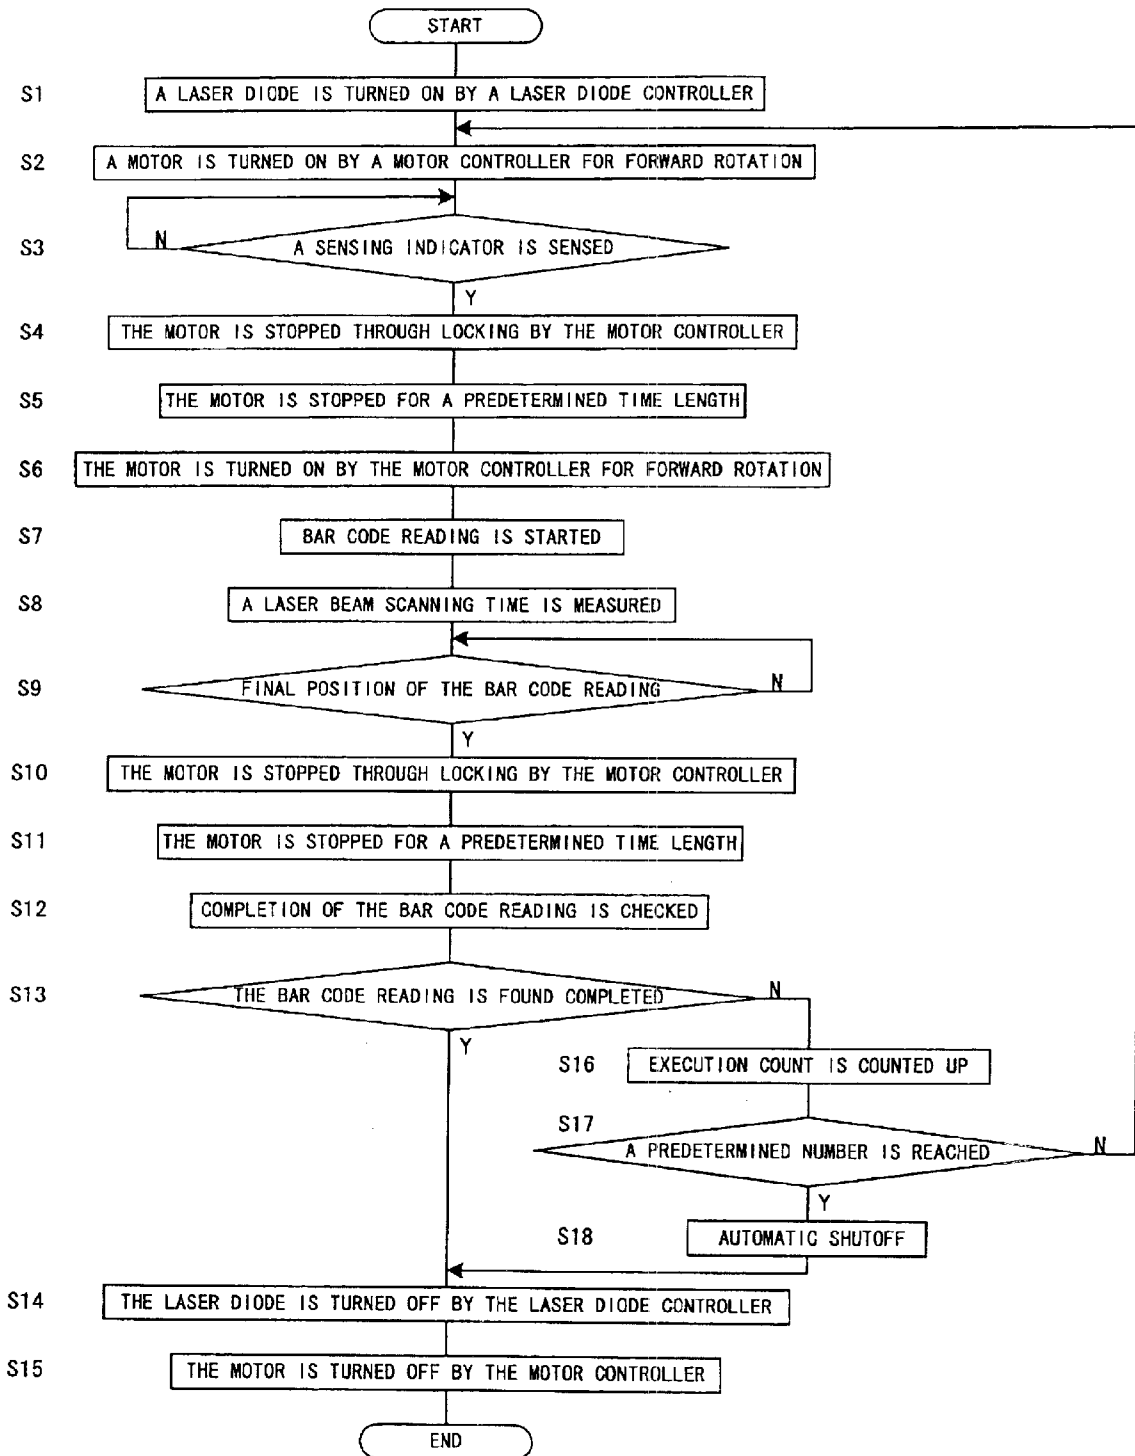 START
S1 A LASER DIODE IS TURNED ON BY A LASER DIODE CONTROLLER
S2 A MOTOR IS TURNED ON BY A MOTOR CONTROLLER FOR FORWARD ROTATION
S3 N A SENSING INDICATOR IS SENSED
Y
S4 THE MOTOR IS STOPPED THROUGH LOCKING BY THE MOTOR CONTROLLER
S5 THE MOTOR IS STOPPED FOR A PREDETERMINED TIME LENGTH
S6 THE MOTOR IS TURNED ON BY THE MOTOR CONTROLLER FOR FORWARD ROTATION
S7 BAR CODE READING IS STARTED
S8 A LASER BEAM SCANNING TIME IS MEASURED
S9 FINAL POSITION OF THE BAR CODE READING N
Y
S10 THE MOTOR IS STOPPED THROUGH LOCKING BY THE MOTOR CONTROLLER
S11 THE MOTOR IS STOPPED FOR A PREDETERMINED TIME LENGTH
S12 COMPLETION OF THE BAR CODE READING IS CHECKED
S13 THE BAR CODE READING IS FOUND COMPLETED N
Y
S16 EXECUTION COUNT IS COUNTED UP
S17 A PREDETERMINED NUMBER IS REACHED N
Y
S18 AUTOMATIC SHUTOFF
S14 THE LASER DIODE IS TURNED OFF BY THE LASER DIODE CONTROLLER
S15 THE MOTOR IS TURNED OFF BY THE MOTOR CONTROLLER
END